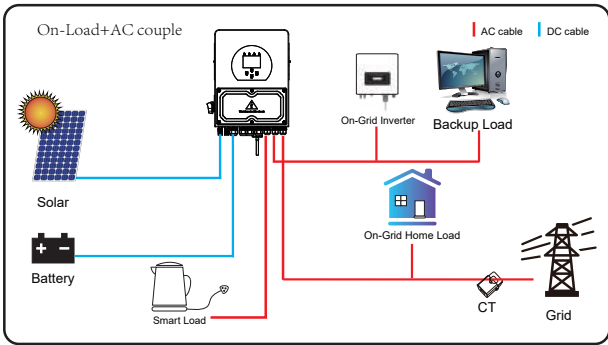 On-Load+AC couple
AC cable
DC cable
On-Grid Inverter
Backup Load
Solar
On-Grid Home Load
Battery
Smart Load
CT
Grid